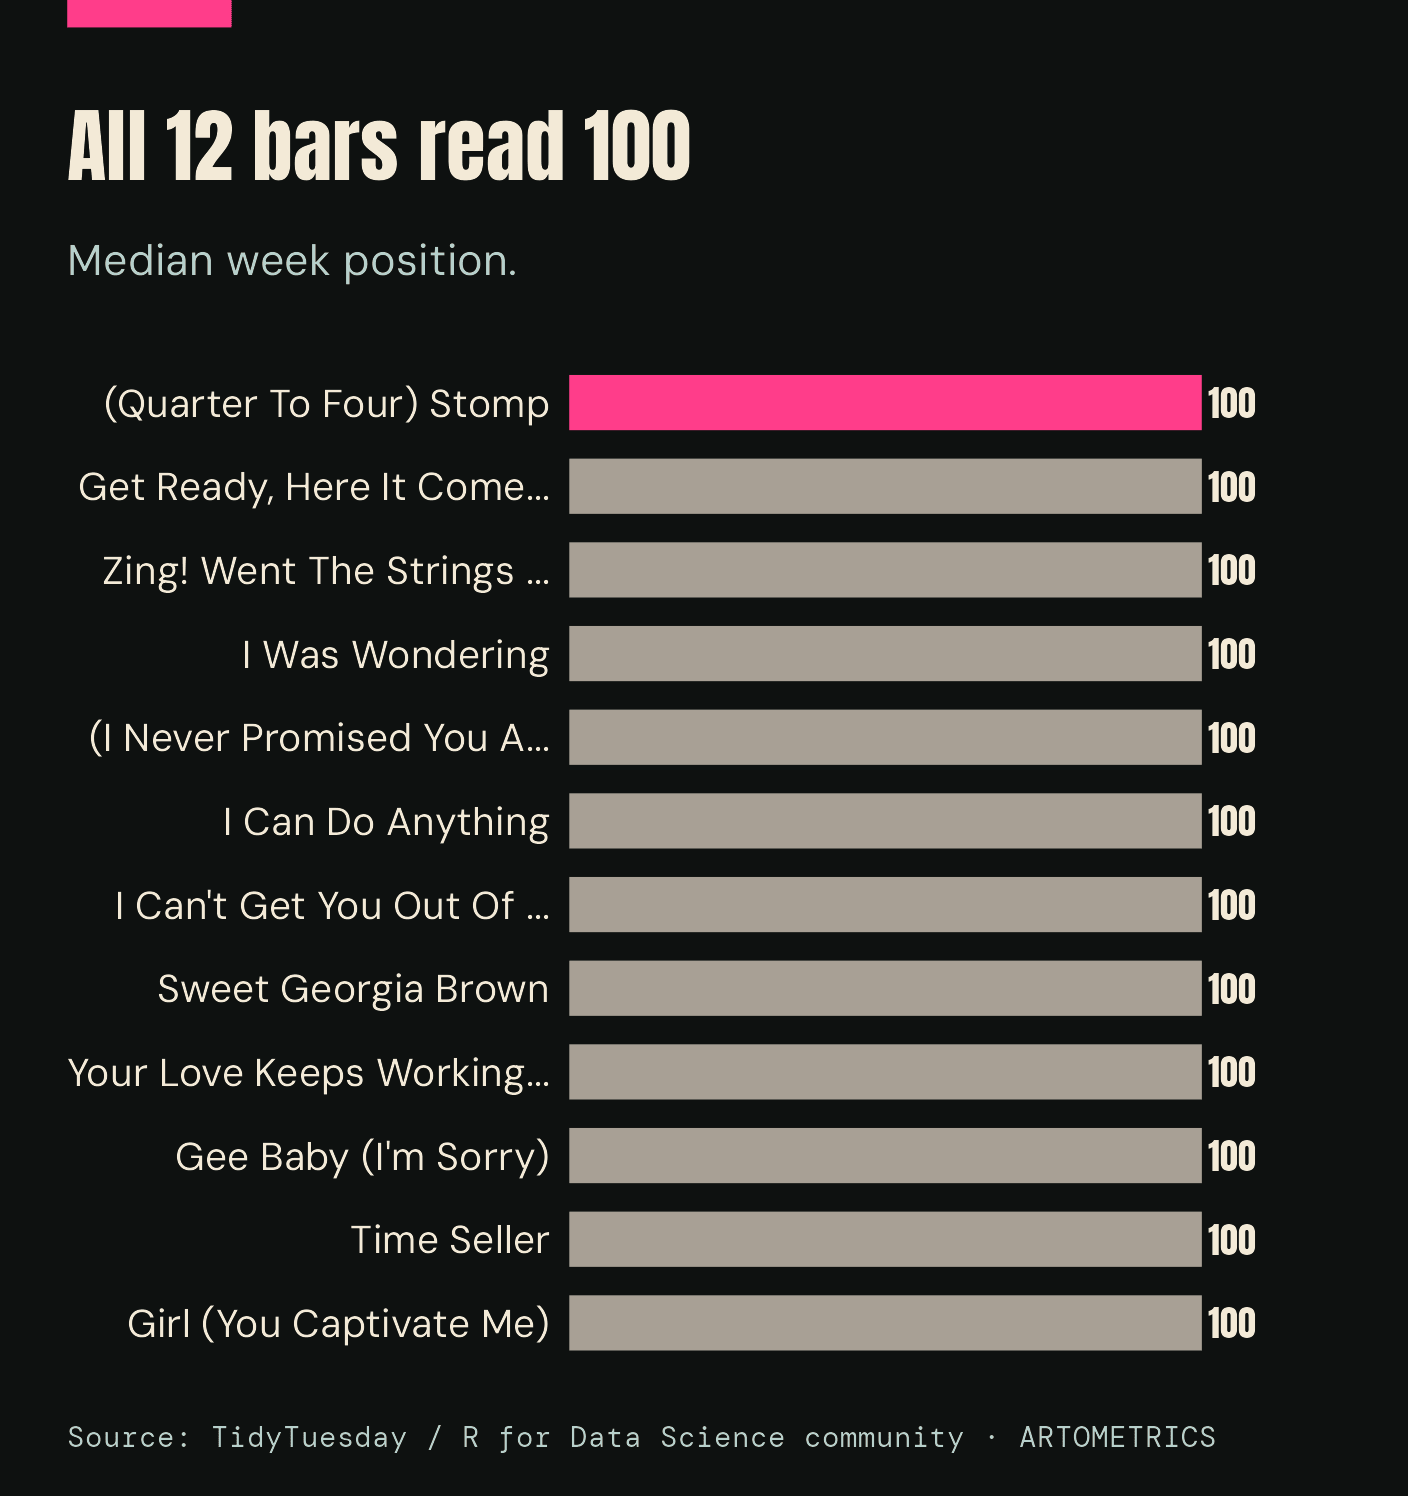 All 12 bars read 100
Median week position.
(Quarter To Four) Stomp 100
Get Ready, Here It Come... 100
Zing! Went The Strings ... 100
I Was Wondering 100
(I Never Promised You A... 100
I Can Do Anything 100
I Can't Get You Out Of ... 100
Sweet Georgia Brown 100
Your Love Keeps Working... 100
Gee Baby (I'm Sorry) 100
Time Seller 100
Girl (You Captivate Me) 100
Source: TidyTuesday / R for Data Science community · ARTOMETRICS